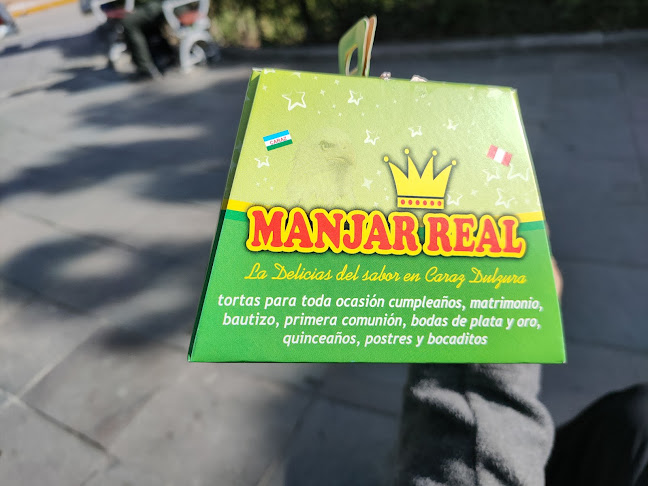 CARAZ
MANJAR REAL
La Delicias del sabor en Caraz Dulzura
tortas para toda ocasión cumpleaños, matrimonio,
bautizo, primera comunión, bodas de plata y oro,
quinceaños, postres y bocaditos